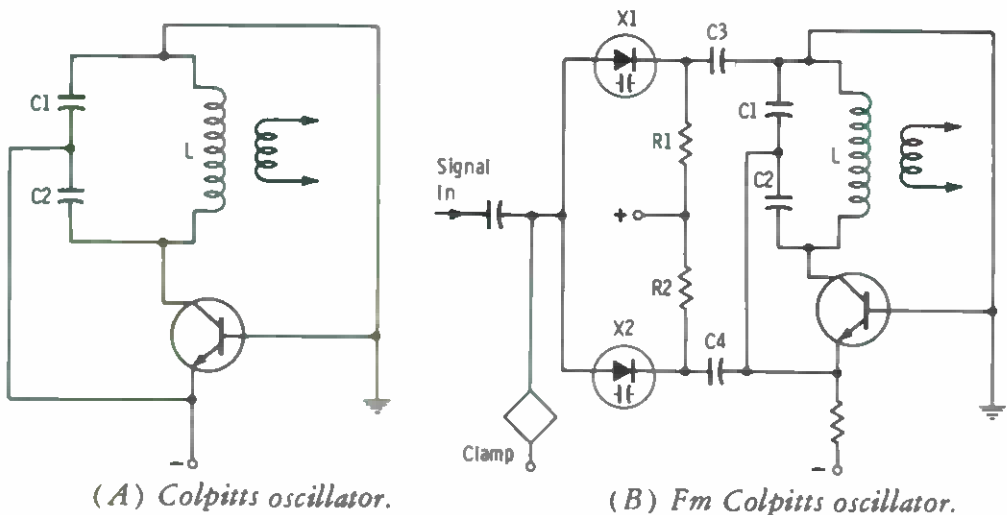 C1
C2
L
(A) Colpitts oscillator.
X1
C3
R1
C1
L
C2
Signal
In
+
R2
X2
C4
Clamp
−
−
(B) Fm Colpitts oscillator.